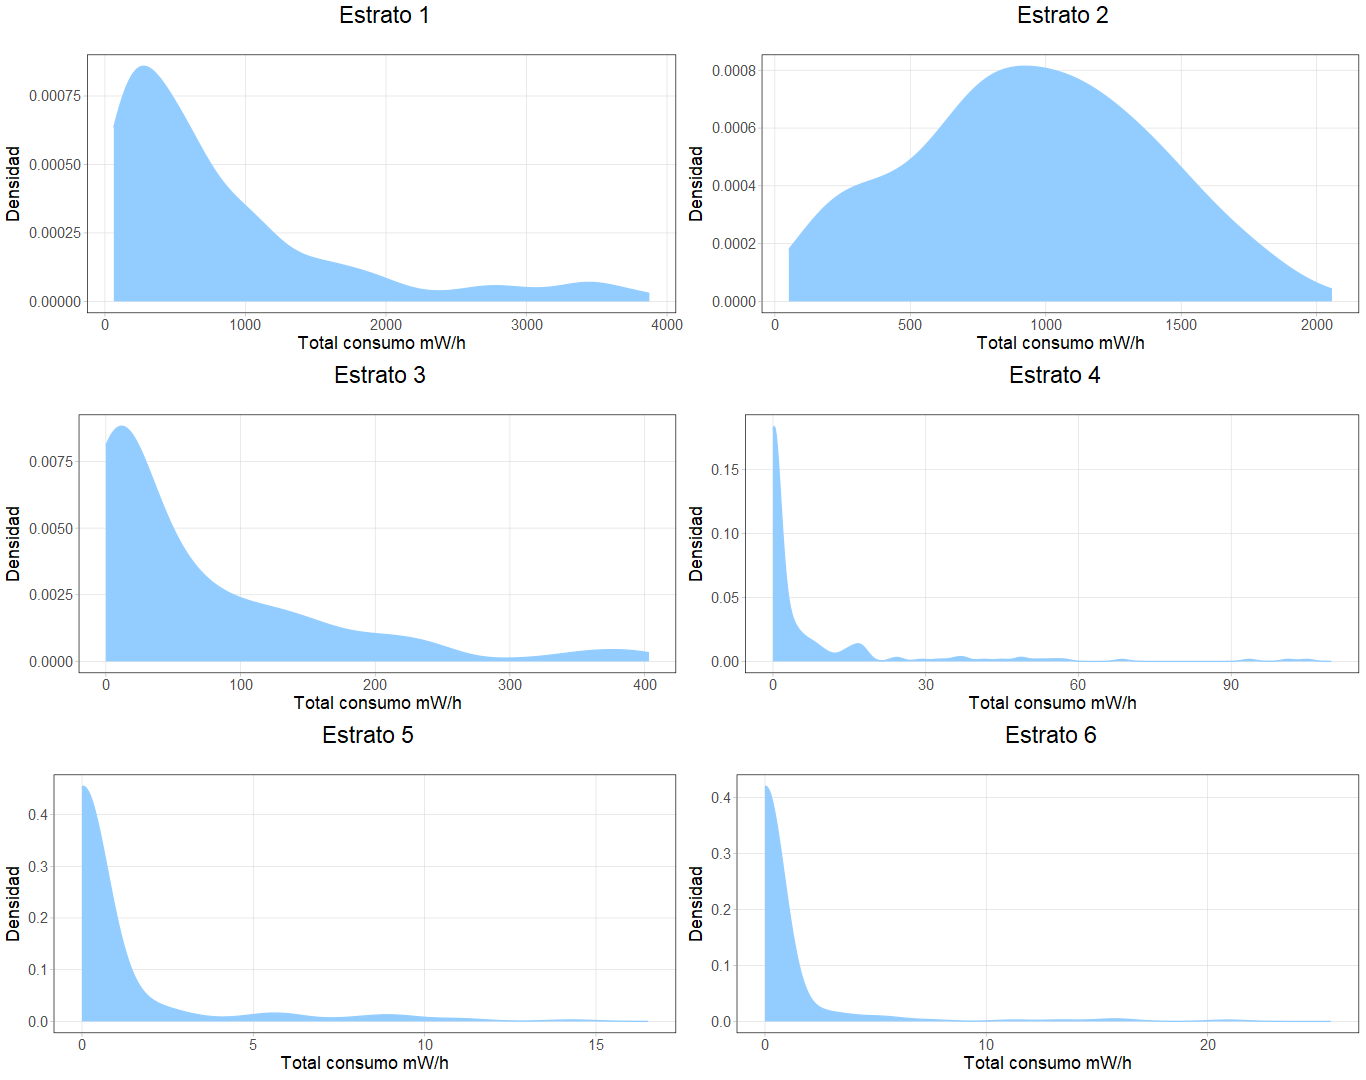 Estrato 1
Densidad
0.00075
0.00050
0.00025
0.00000
0 1000 2000 3000 4000
Total consumo mW/h
Estrato 2
Densidad
0.0008
0.0006
0.0004
0.0002
0.0000
0 500 1000 1500 2000
Total consumo mW/h
Estrato 3
Densidad
0.0075
0.0050
0.0025
0.0000
0 100 200 300 400
Total consumo mW/h
Estrato 4
Densidad
0.15
0.10
0.05
0.00
0 30 60 90
Total consumo mW/h
Estrato 5
Densidad
0.4
0.3
0.2
0.1
0.0
0 5 10 15
Total consumo mW/h
Estrato 6
Densidad
0.4
0.3
0.2
0.1
0.0
0 10 20
Total consumo mW/h